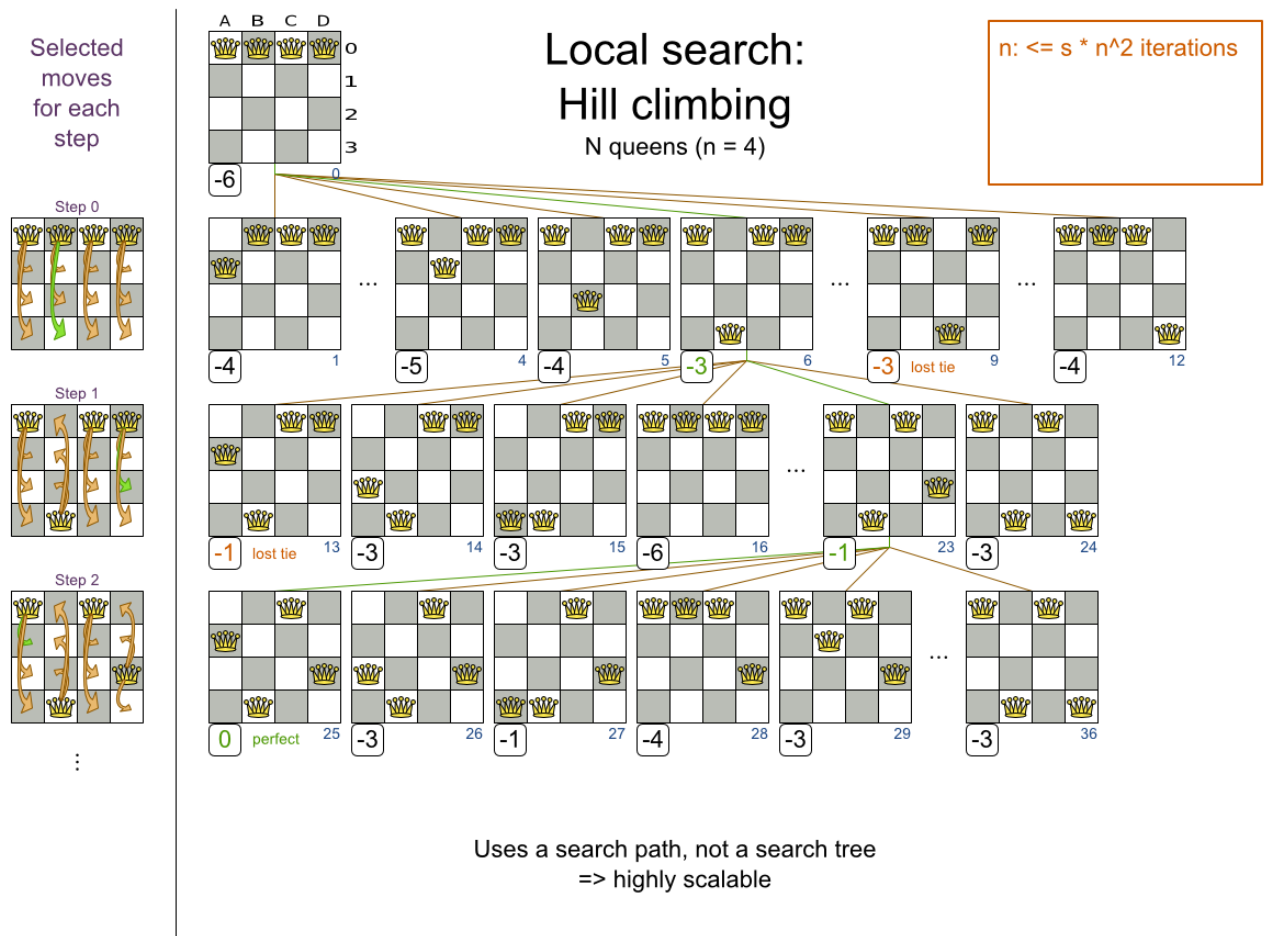 Selected
moves
for each
step
A B C D
0
1
2
3
-6
0
Local search:
Hill climbing
N queens (n = 4)
n: <= s * n^2 iterations
Step 0
... ... ...
-4 1
-5 4
-4 5
-3 6
-3 lost tie 9
-4 12
Step 1
...
-1 lost tie 13
-3 14
-3 15
-6 16
-1 23
-3 24
Step 2
...
0 perfect 25
-3 26
-1 27
-4 28
-3 29
-3 36
...
Uses a search path, not a search tree
=> highly scalable